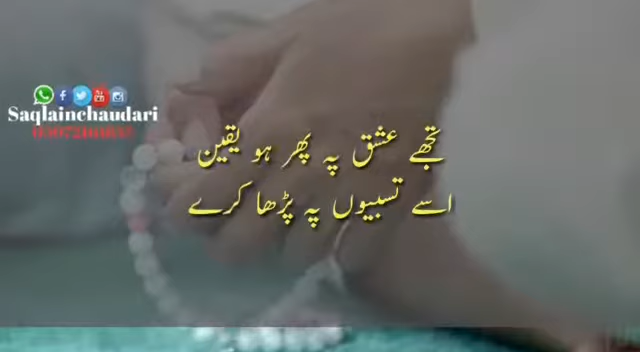 Saqlainchaudari
تجھے عشق پہ پھر ہو یقین
اسے تسبیوں پہ پڑھا کرے